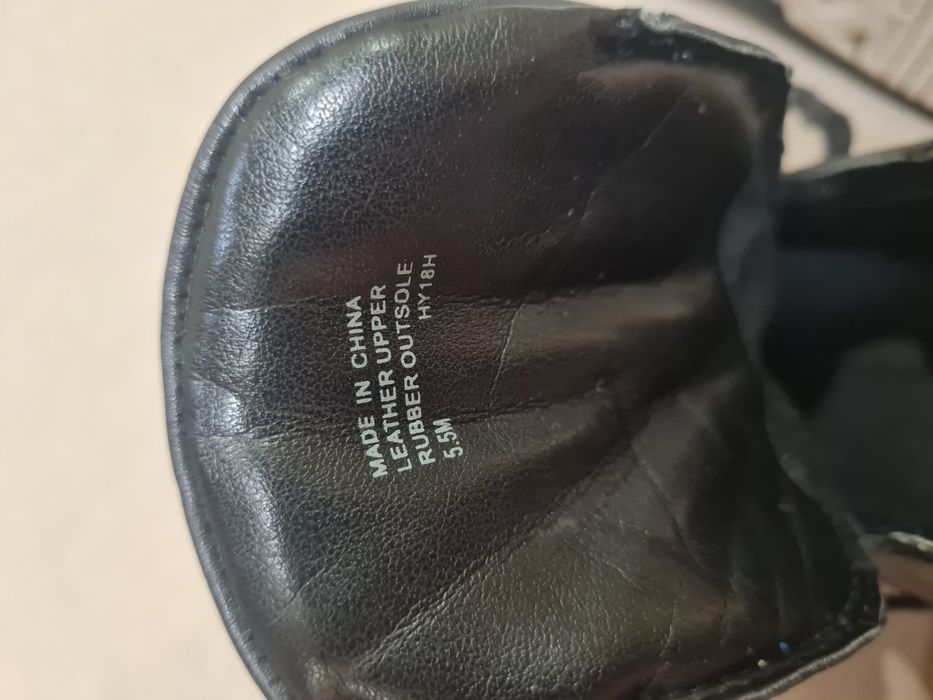 MADE IN CHINA
LEATHER UPPER
RUBBER OUTSOLE
HY18H
5.5M